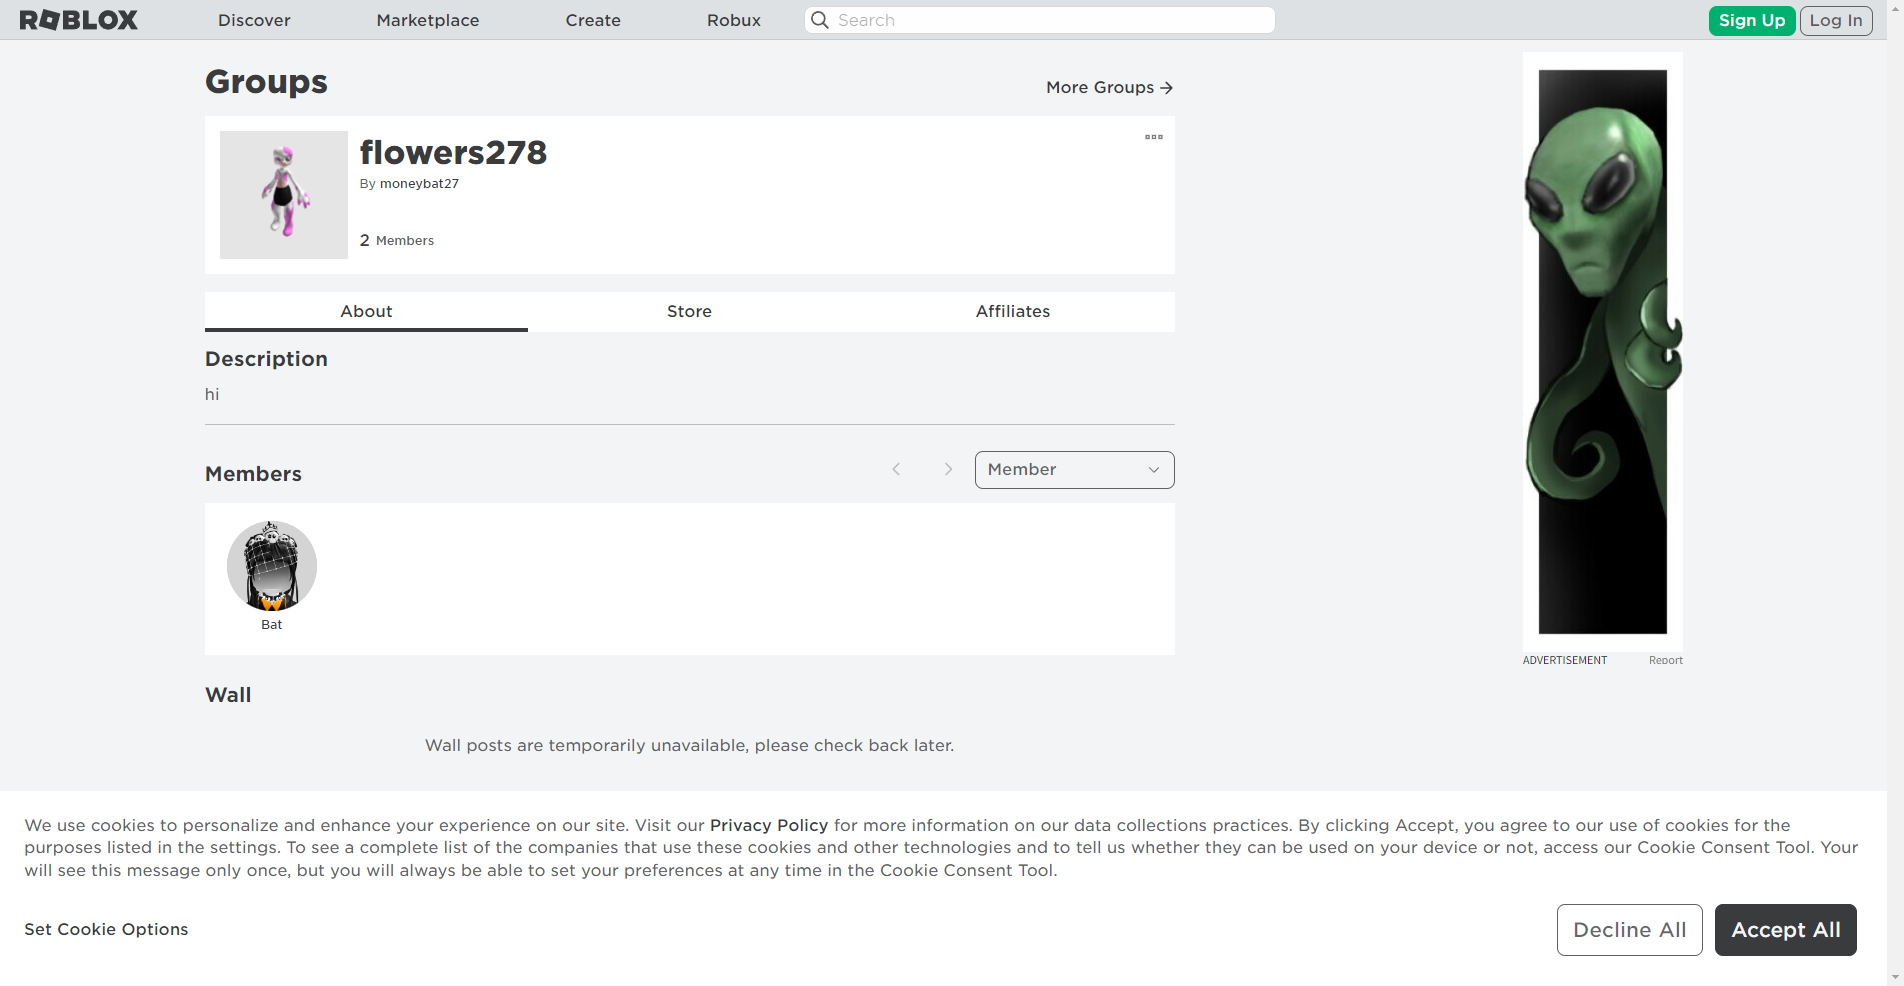 ROBLOX
Discover
Marketplace
Create
Robux
Search
Sign Up
Log In
Groups
More Groups
flowers278
By moneybat27
2 Members
About
Store
Affiliates
Description
hi
Members
Member
Bat
Wall
Wall posts are temporarily unavailable, please check back later.
ADVERTISEMENT
Report
We use cookies to personalize and enhance your experience on our site. Visit our Privacy Policy for more information on our data collections practices. By clicking Accept, you agree to our use of cookies for the
purposes listed in the settings. To see a complete list of the companies that use these cookies and other technologies and to tell us whether they can be used on your device or not, access our Cookie Consent Tool. Your
will see this message only once, but you will always be able to set your preferences at any time in the Cookie Consent Tool.
Set Cookie Options
Decline All
Accept All